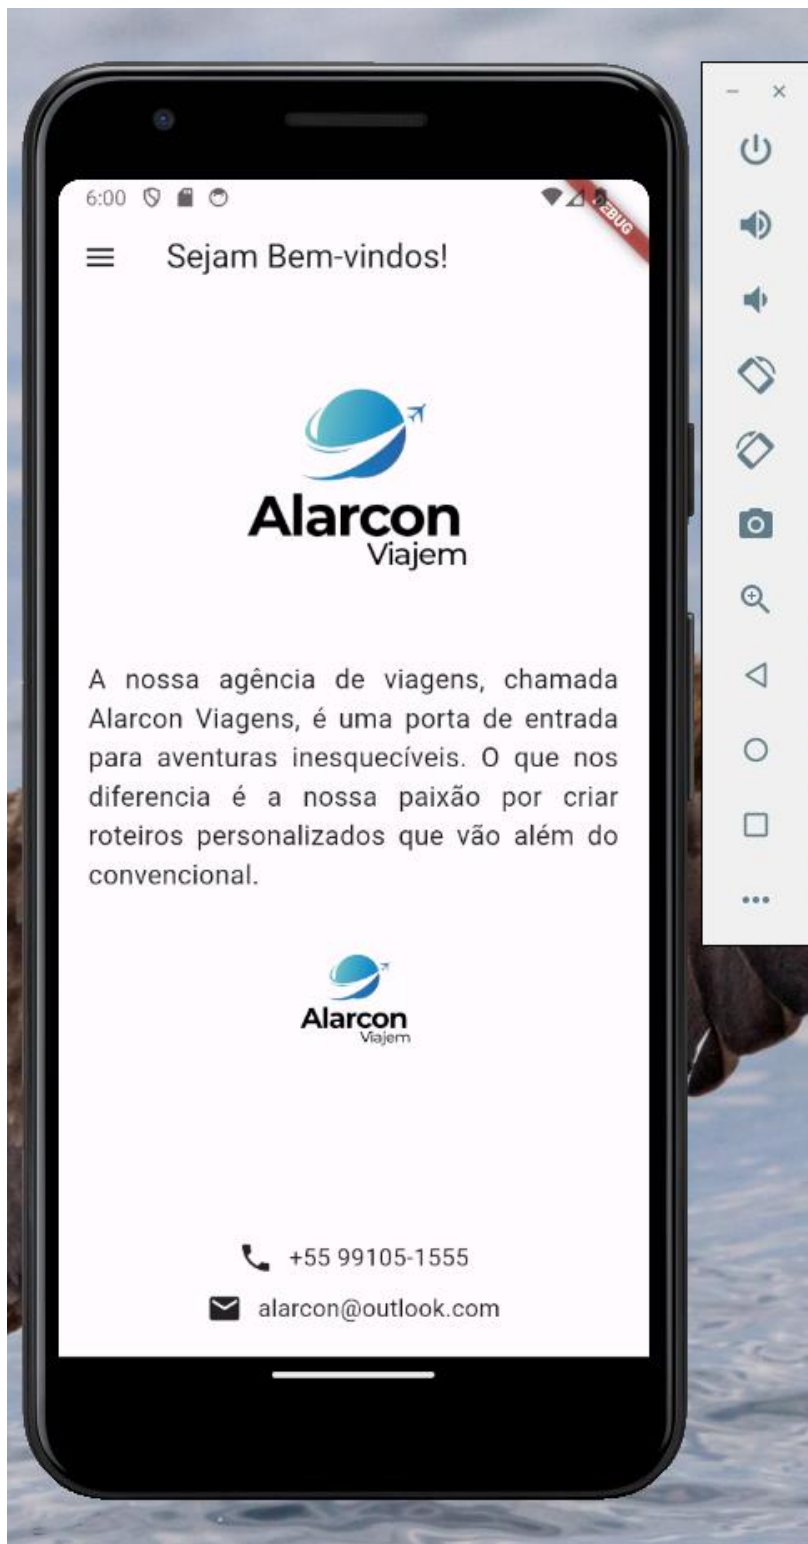 6:00
DEBUG
Sejam Bem-vindos!
Alarcon
Viajem
A nossa agência de viagens, chamada
Alarcon Viagens, é uma porta de entrada
para aventuras inesquecíveis. O que nos
diferencia é a nossa paixão por criar
roteiros personalizados que vão além do
convencional.
Alarcon
Viajem
+55 99105-1555
alarcon@outlook.com